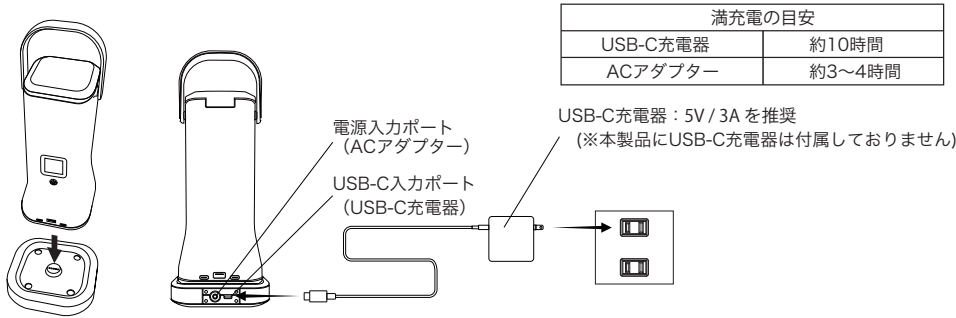 満充電の目安
USB-C充電器 約10時間
ACアダプター 約3～4時間
USB-C充電器：5V / 3A を推奨
(※本製品にUSB-C充電器は付属しておりません)
電源入力ポート
（ACアダプター）
USB-C入力ポート
（USB-C充電器）